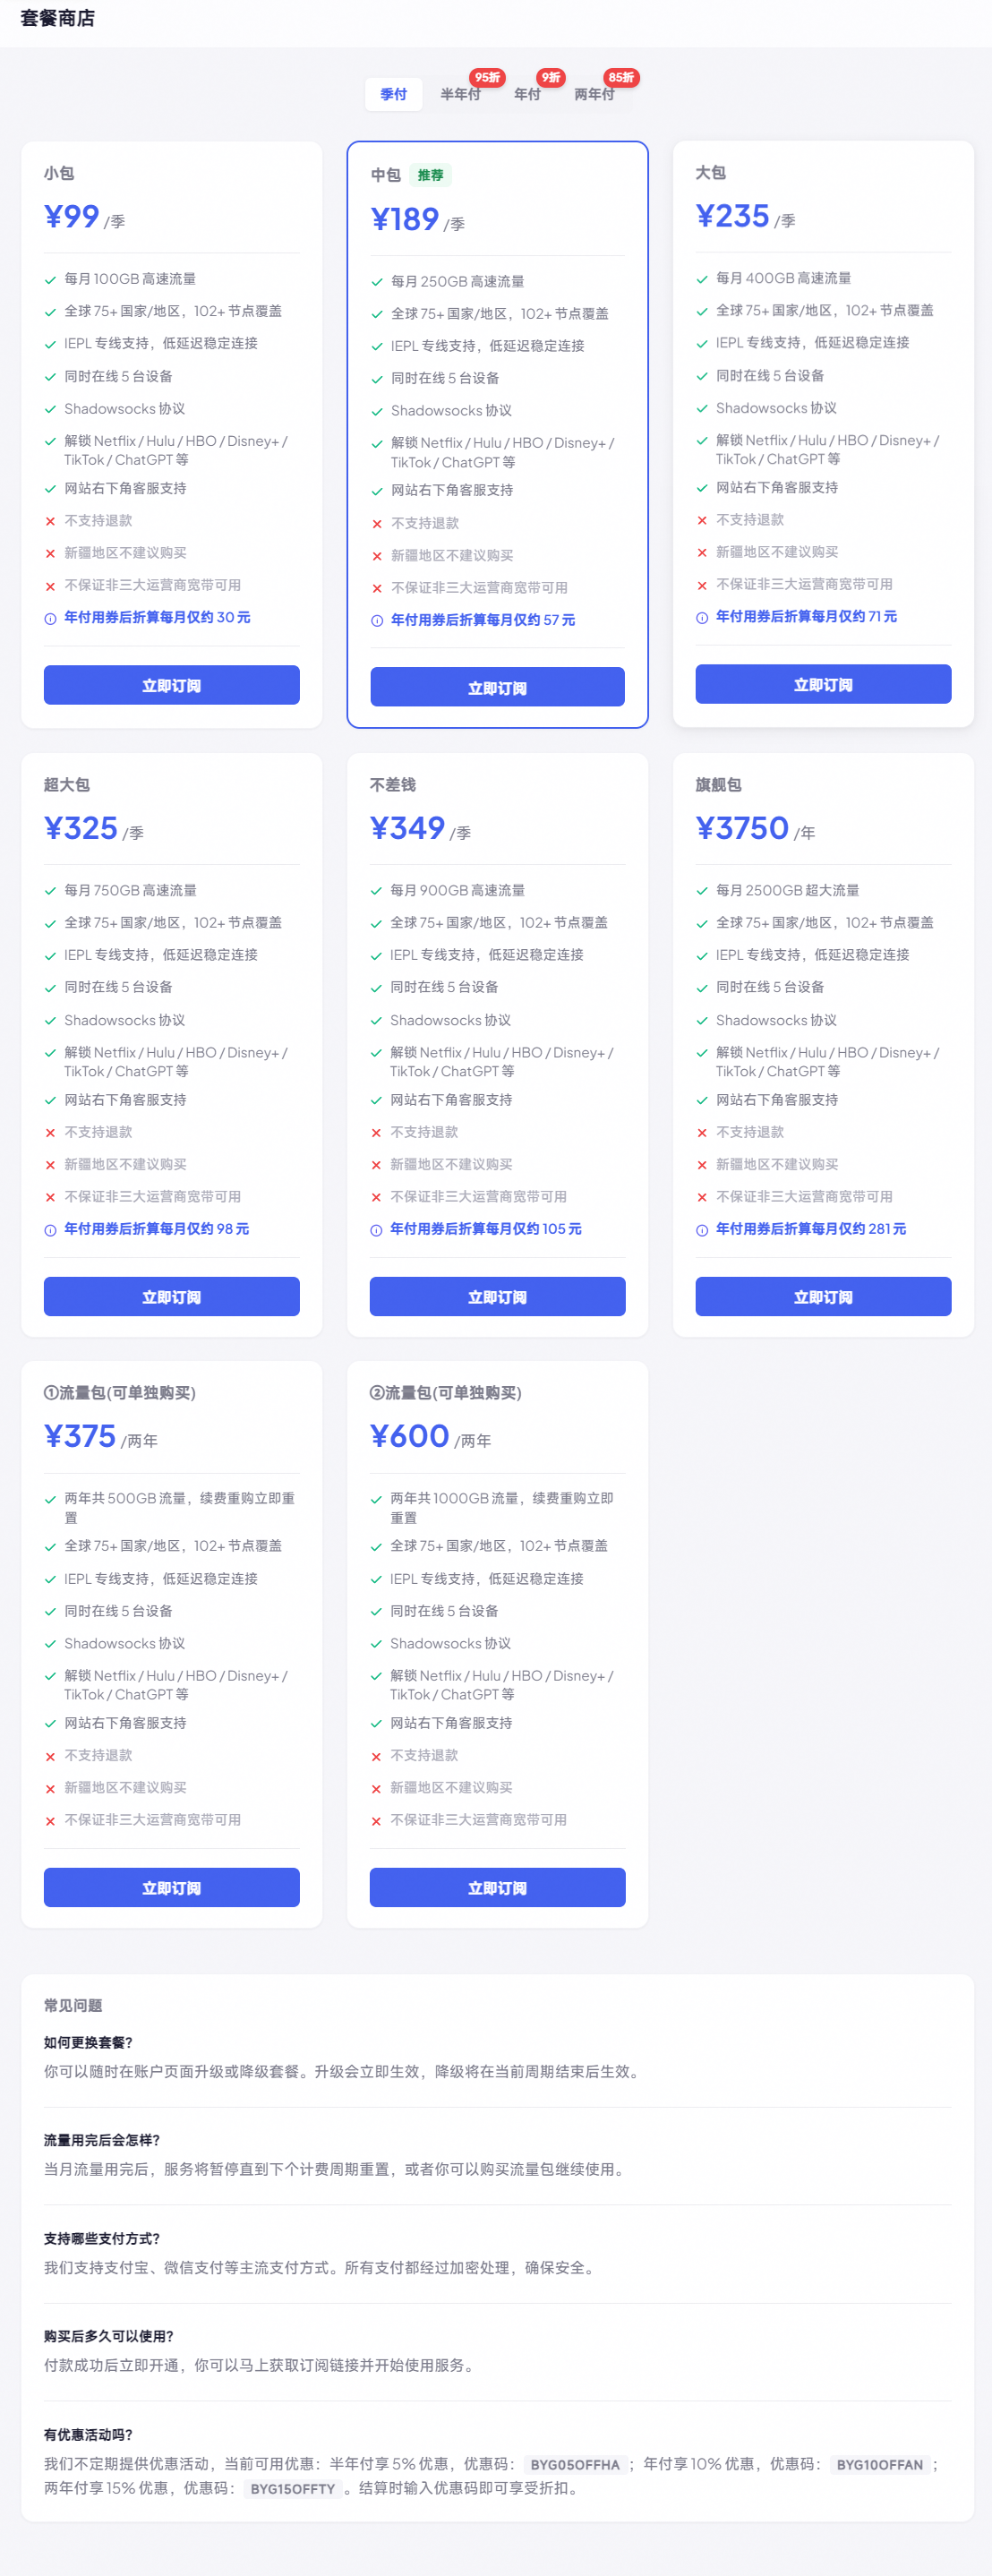 套餐商店
季付
半年付
95折
年付
9折
两年付
85折
小包
¥99 /季
每月 100GB 高速流量
全球 75+ 国家/地区，102+ 节点覆盖
IEPL 专线支持，低延迟稳定连接
同时在线 5 台设备
Shadowsocks 协议
解锁 Netflix / Hulu / HBO / Disney+ /
TikTok / ChatGPT 等
网站右下角客服支持
不支持退款
新疆地区不建议购买
不保证非三大运营商宽带可用
年付用券后折算每月仅约 30 元
立即订阅
中包 推荐
¥189 /季
每月 250GB 高速流量
全球 75+ 国家/地区，102+ 节点覆盖
IEPL 专线支持，低延迟稳定连接
同时在线 5 台设备
Shadowsocks 协议
解锁 Netflix / Hulu / HBO / Disney+ /
TikTok / ChatGPT 等
网站右下角客服支持
不支持退款
新疆地区不建议购买
不保证非三大运营商宽带可用
年付用券后折算每月仅约 57 元
立即订阅
大包
¥235 /季
每月 400GB 高速流量
全球 75+ 国家/地区，102+ 节点覆盖
IEPL 专线支持，低延迟稳定连接
同时在线 5 台设备
Shadowsocks 协议
解锁 Netflix / Hulu / HBO / Disney+ /
TikTok / ChatGPT 等
网站右下角客服支持
不支持退款
新疆地区不建议购买
不保证非三大运营商宽带可用
年付用券后折算每月仅约 71 元
立即订阅
超大包
¥325 /季
每月 750GB 高速流量
全球 75+ 国家/地区，102+ 节点覆盖
IEPL 专线支持，低延迟稳定连接
同时在线 5 台设备
Shadowsocks 协议
解锁 Netflix / Hulu / HBO / Disney+ /
TikTok / ChatGPT 等
网站右下角客服支持
不支持退款
新疆地区不建议购买
不保证非三大运营商宽带可用
年付用券后折算每月仅约 98 元
立即订阅
不差钱
¥349 /季
每月 900GB 高速流量
全球 75+ 国家/地区，102+ 节点覆盖
IEPL 专线支持，低延迟稳定连接
同时在线 5 台设备
Shadowsocks 协议
解锁 Netflix / Hulu / HBO / Disney+ /
TikTok / ChatGPT 等
网站右下角客服支持
不支持退款
新疆地区不建议购买
不保证非三大运营商宽带可用
年付用券后折算每月仅约 105 元
立即订阅
旗舰包
¥3750 /年
每月 2500GB 超大流量
全球 75+ 国家/地区，102+ 节点覆盖
IEPL 专线支持，低延迟稳定连接
同时在线 5 台设备
Shadowsocks 协议
解锁 Netflix / Hulu / HBO / Disney+ /
TikTok / ChatGPT 等
网站右下角客服支持
不支持退款
新疆地区不建议购买
不保证非三大运营商宽带可用
年付用券后折算每月仅约 281 元
立即订阅
①流量包(可单独购买)
¥375 /两年
两年共 500GB 流量，续费重购立即重
置
全球 75+ 国家/地区，102+ 节点覆盖
IEPL 专线支持，低延迟稳定连接
同时在线 5 台设备
Shadowsocks 协议
解锁 Netflix / Hulu / HBO / Disney+ /
TikTok / ChatGPT 等
网站右下角客服支持
不支持退款
新疆地区不建议购买
不保证非三大运营商宽带可用
立即订阅
②流量包(可单独购买)
¥600 /两年
两年共 1000GB 流量，续费重购立即
重置
全球 75+ 国家/地区，102+ 节点覆盖
IEPL 专线支持，低延迟稳定连接
同时在线 5 台设备
Shadowsocks 协议
解锁 Netflix / Hulu / HBO / Disney+ /
TikTok / ChatGPT 等
网站右下角客服支持
不支持退款
新疆地区不建议购买
不保证非三大运营商宽带可用
立即订阅
常见问题
如何更换套餐？
你可以随时在账户页面升级或降级套餐。升级会立即生效，降级将在当前周期结束后生效。
流量用完后会怎样？
当月流量用完后，服务将暂停直到下个计费周期重置，或者你可以购买流量包继续使用。
支持哪些支付方式？
我们支持支付宝、微信支付等主流支付方式。所有支付都经过加密处理，确保安全。
购买后多久可以使用？
付款成功后立即开通，你可以马上获取订阅链接并开始使用服务。
有优惠活动吗？
我们不定期提供优惠活动，当前可用优惠：半年付享 5% 优惠，优惠码： BYG05OFFHA ；年付享 10% 优惠，优惠码： BYG10OFFAN ；
两年付享 15% 优惠，优惠码： BYG15OFFTY 。结算时输入优惠码即可享受折扣。